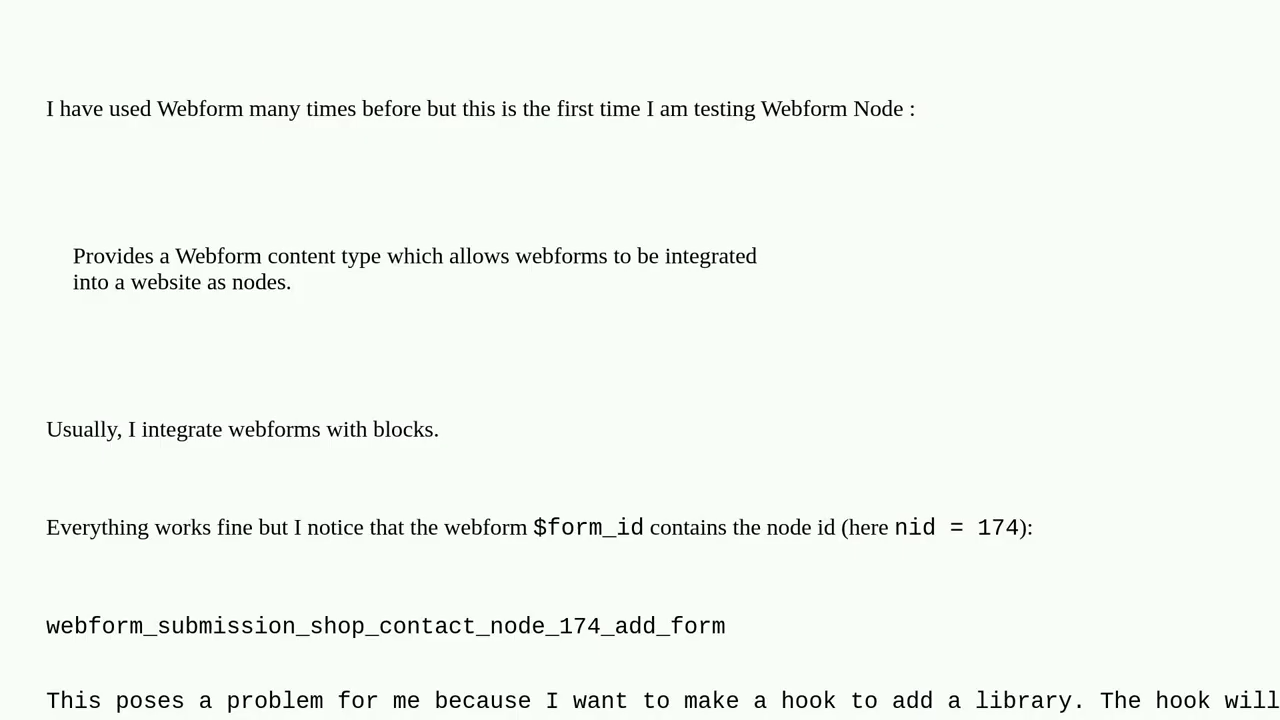 I have used Webform many times before but this is the first time I am testing Webform Node :
Provides a Webform content type which allows webforms to be integrated
into a website as nodes.
Usually, I integrate webforms with blocks.
Everything works fine but I notice that the webform $form_id contains the node id (here nid = 174):
webform_submission_shop_contact_node_174_add_form
This poses a problem for me because I want to make a hook to add a library. The hook will